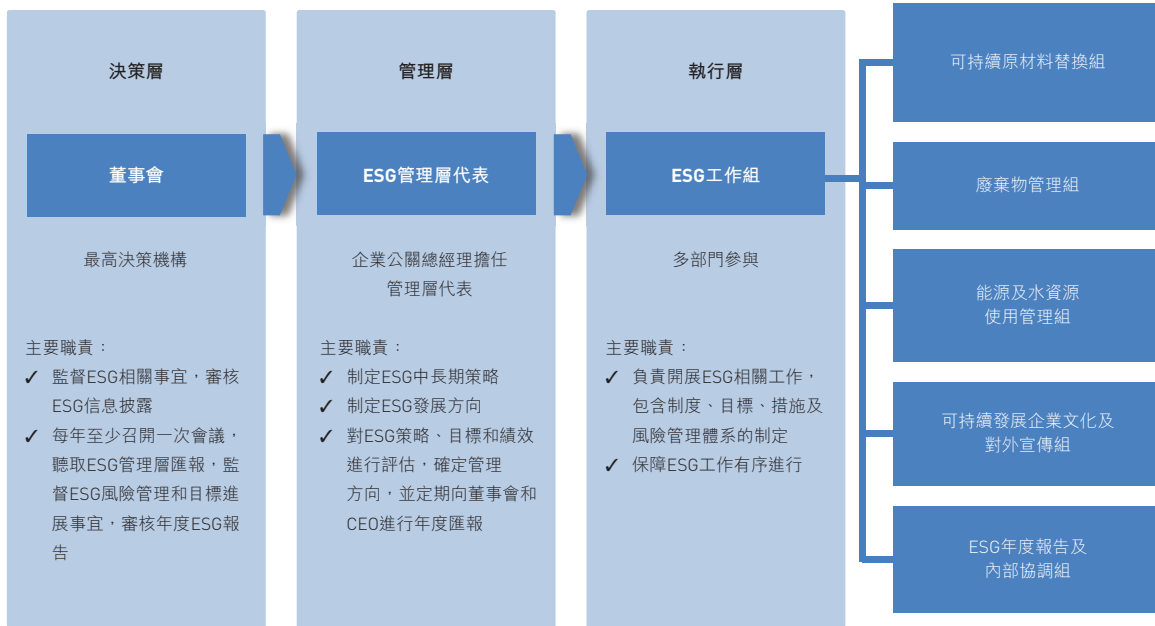 決策層
董事會
最高決策機構
主要職責：
✓ 監督ESG相關事宜，審核
ESG信息披露
✓ 每年至少召開一次會議，
聽取ESG管理層匯報，監
督ESG風險管理和目標進
展事宜，審核年度ESG報
告
管理層
ESG管理層代表
企業公關總經理擔任
管理層代表
主要職責：
✓ 制定ESG中長期策略
✓ 制定ESG發展方向
✓ 對ESG策略、目標和績效
進行評估，確定管理
方向，並定期向董事會和
CEO進行年度匯報
執行層
ESG工作組
多部門參與
主要職責：
✓ 負責開展ESG相關工作，
包含制度、目標、措施及
風險管理體系的制定
✓ 保障ESG工作有序進行
可持續原材料替換組
廢棄物管理組
能源及水資源
使用管理組
可持續發展企業文化及
對外宣傳組
ESG年度報告及
內部協調組